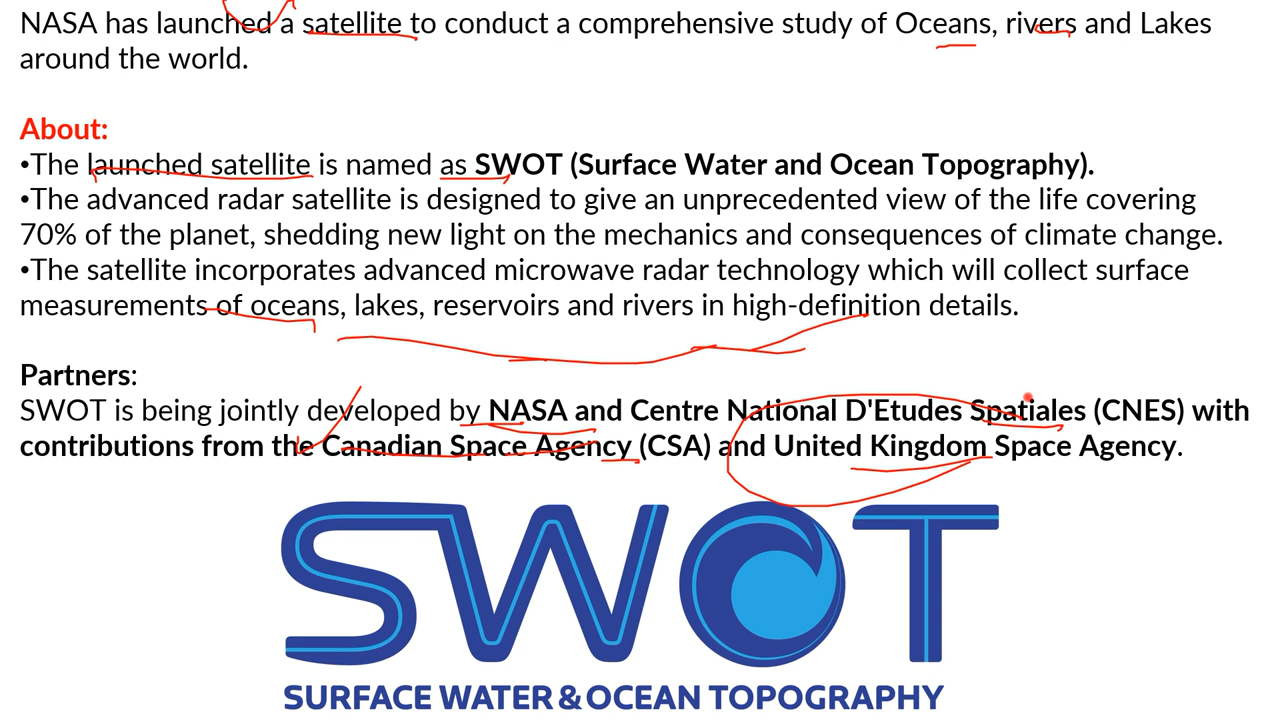 NASA has launched a satellite to conduct a comprehensive study of Oceans, rivers and Lakes
around the world.
About:
•The launched satellite is named as SWOT (Surface Water and Ocean Topography).
•The advanced radar satellite is designed to give an unprecedented view of the life covering
70% of the planet, shedding new light on the mechanics and consequences of climate change.
•The satellite incorporates advanced microwave radar technology which will collect surface
measurements of oceans, lakes, reservoirs and rivers in high-definition details.
Partners:
SWOT is being jointly developed by NASA and Centre National D'Etudes Spatiales (CNES) with
contributions from the Canadian Space Agency (CSA) and United Kingdom Space Agency.
SWOT
SURFACE WATER & OCEAN TOPOGRAPHY